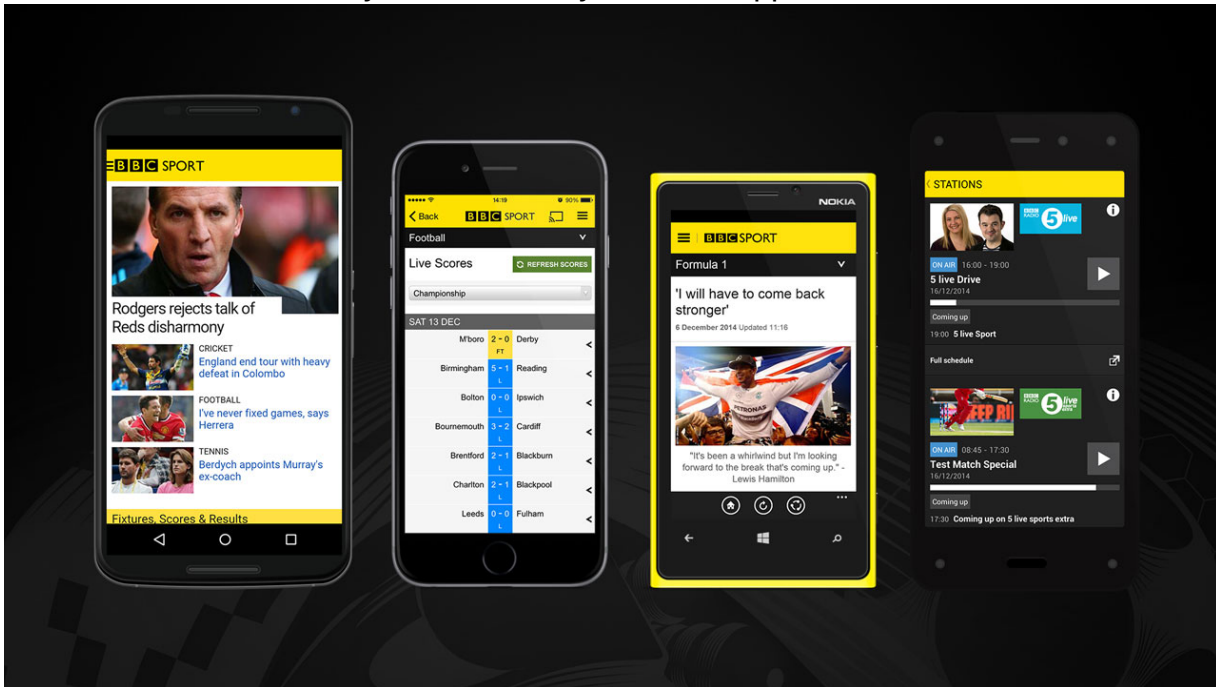 BBC SPORT
Rodgers rejects talk of
Reds disharmony
CRICKET
England end tour with heavy
defeat in Colombo
FOOTBALL
I've never fixed games, says
Herrera
TENNIS
Berdych appoints Murray's
ex-coach
Fixtures, Scores & Results
14:19 90%
Back BBC SPORT
Football
Live Scores REFRESH SCORES
Championship
SAT 13 DEC
M'boro 2 - 0 Derby
FT
Birmingham 5 - 1 Reading
L
Bolton 0 - 0 Ipswich
L
Bournemouth 3 - 2 Cardiff
L
Brentford 2 - 1 Blackburn
L
Charlton 2 - 1 Blackpool
L
Leeds 0 - 0 Fulham
L
NOKIA
BBC SPORT
Formula 1
'I will have to come back
stronger'
6 December 2014 Updated 11:16
PETRONAS
"It's been a whirlwind but I'm looking
forward to the break that's coming up." -
Lewis Hamilton
STATIONS
BBC RADIO 5 live
ON AIR 16:00 - 19:00
5 live Drive
16/12/2014
Coming up
19:00 5 live Sport
Full schedule
BBC RADIO 5 live sports extra
ON AIR 08:45 - 17:30
Test Match Special
16/12/2014
Coming up
17:30 Coming up on 5 live sports extra